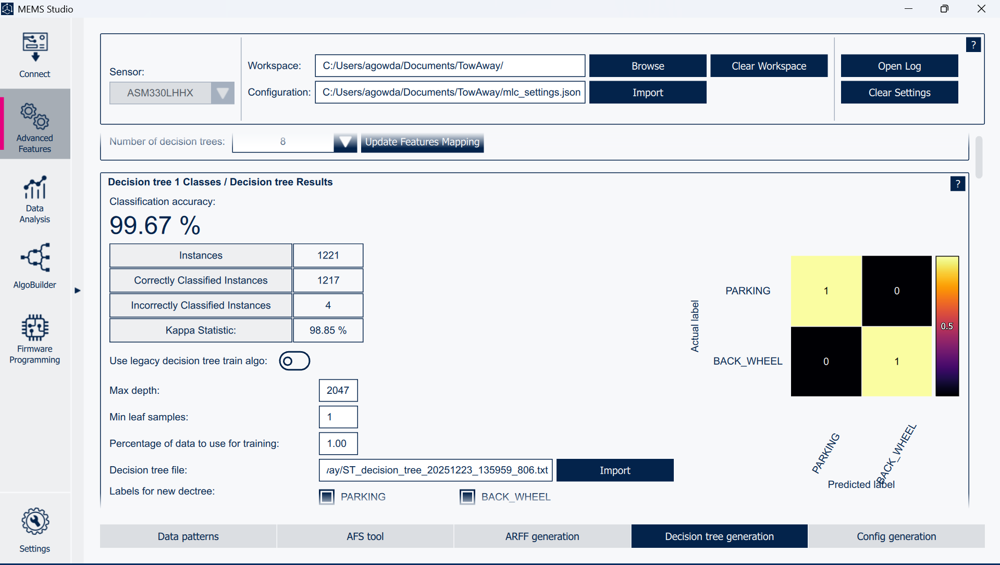 MEMS Studio
Connect
Advanced
Features
Data
Analysis
AlgoBuilder
Firmware
Programming
Settings
?
Sensor:
ASM330LHHX
Workspace:
C:/Users/agowda/Documents/TowAway/
Browse
Clear Workspace
Open Log
Configuration:
C:/Users/agowda/Documents/TowAway/mlc_settings.json
Import
Clear Settings
Number of decision trees:
8
Update Features Mapping
Decision tree 1 Classes / Decision tree Results
?
Classification accuracy:
99.67 %
Instances 1221
Correctly Classified Instances 1217
Incorrectly Classified Instances 4
Kappa Statistic: 98.85 %
Use legacy decision tree train algo:
Max depth: 2047
Min leaf samples: 1
Percentage of data to use for training: 1.00
Decision tree file: /ay/ST_decision_tree_20251223_135959_806.txt Import
Labels for new dectree: PARKING BACK_WHEEL
Actual label
PARKING 1 0
BACK_WHEEL 0 1
0.5
PARKING
BACK_WHEEL
Predicted label
Data patterns
AFS tool
ARFF generation
Decision tree generation
Config generation